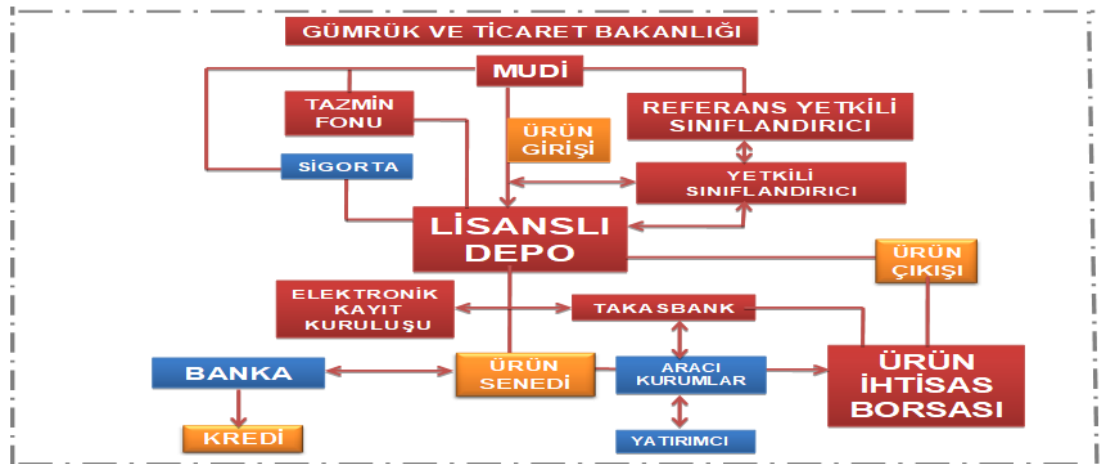 GÜMRÜK VE TİCARET BAKANLIĞI
MUDİ
TAZMİN
FONU
ÜRÜN
GİRİŞİ
REFERANS YETKİLİ
SINIFLANDIRICI
SİGORTA
YETKİLİ
SINIFLANDIRICI
LİSANSLI
DEPO
ÜRÜN
ÇIKIŞI
ELEKTRONİK
KAYIT
KURULUŞU
TAKASBANK
BANKA
ÜRÜN
SENEDİ
ARACI
KURUMLAR
ÜRÜN
İHTİSAS
BORSASI
KREDİ
YATIRIMCI